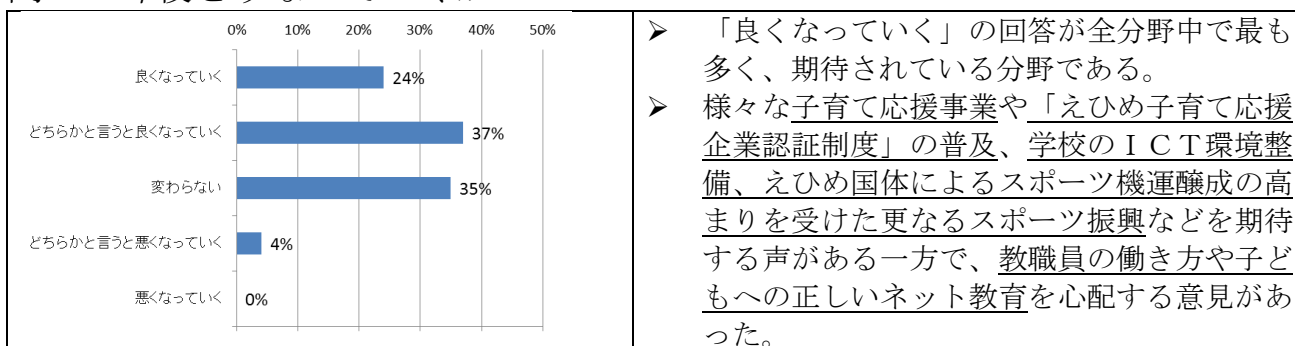 0%
10%
20%
30%
40%
50%
良くなっていく
24%
どちらかと言うと良くなっていく
37%
変わらない
35%
どちらかと言うと悪くなっていく
4%
悪くなっていく
0%
➢ 「良くなっていく」の回答が全分野中で最も
多く、期待されている分野である。
➢ 様々な子育て応援事業や「えひめ子育て応援
企業認証制度」の普及、学校のＩＣＴ環境整
備、えひめ国体によるスポーツ機運醸成の高
まりを受けた更なるスポーツ振興などを期待
する声がある一方で、教職員の働き方や子ど
もへの正しいネット教育を心配する意見があ
った。